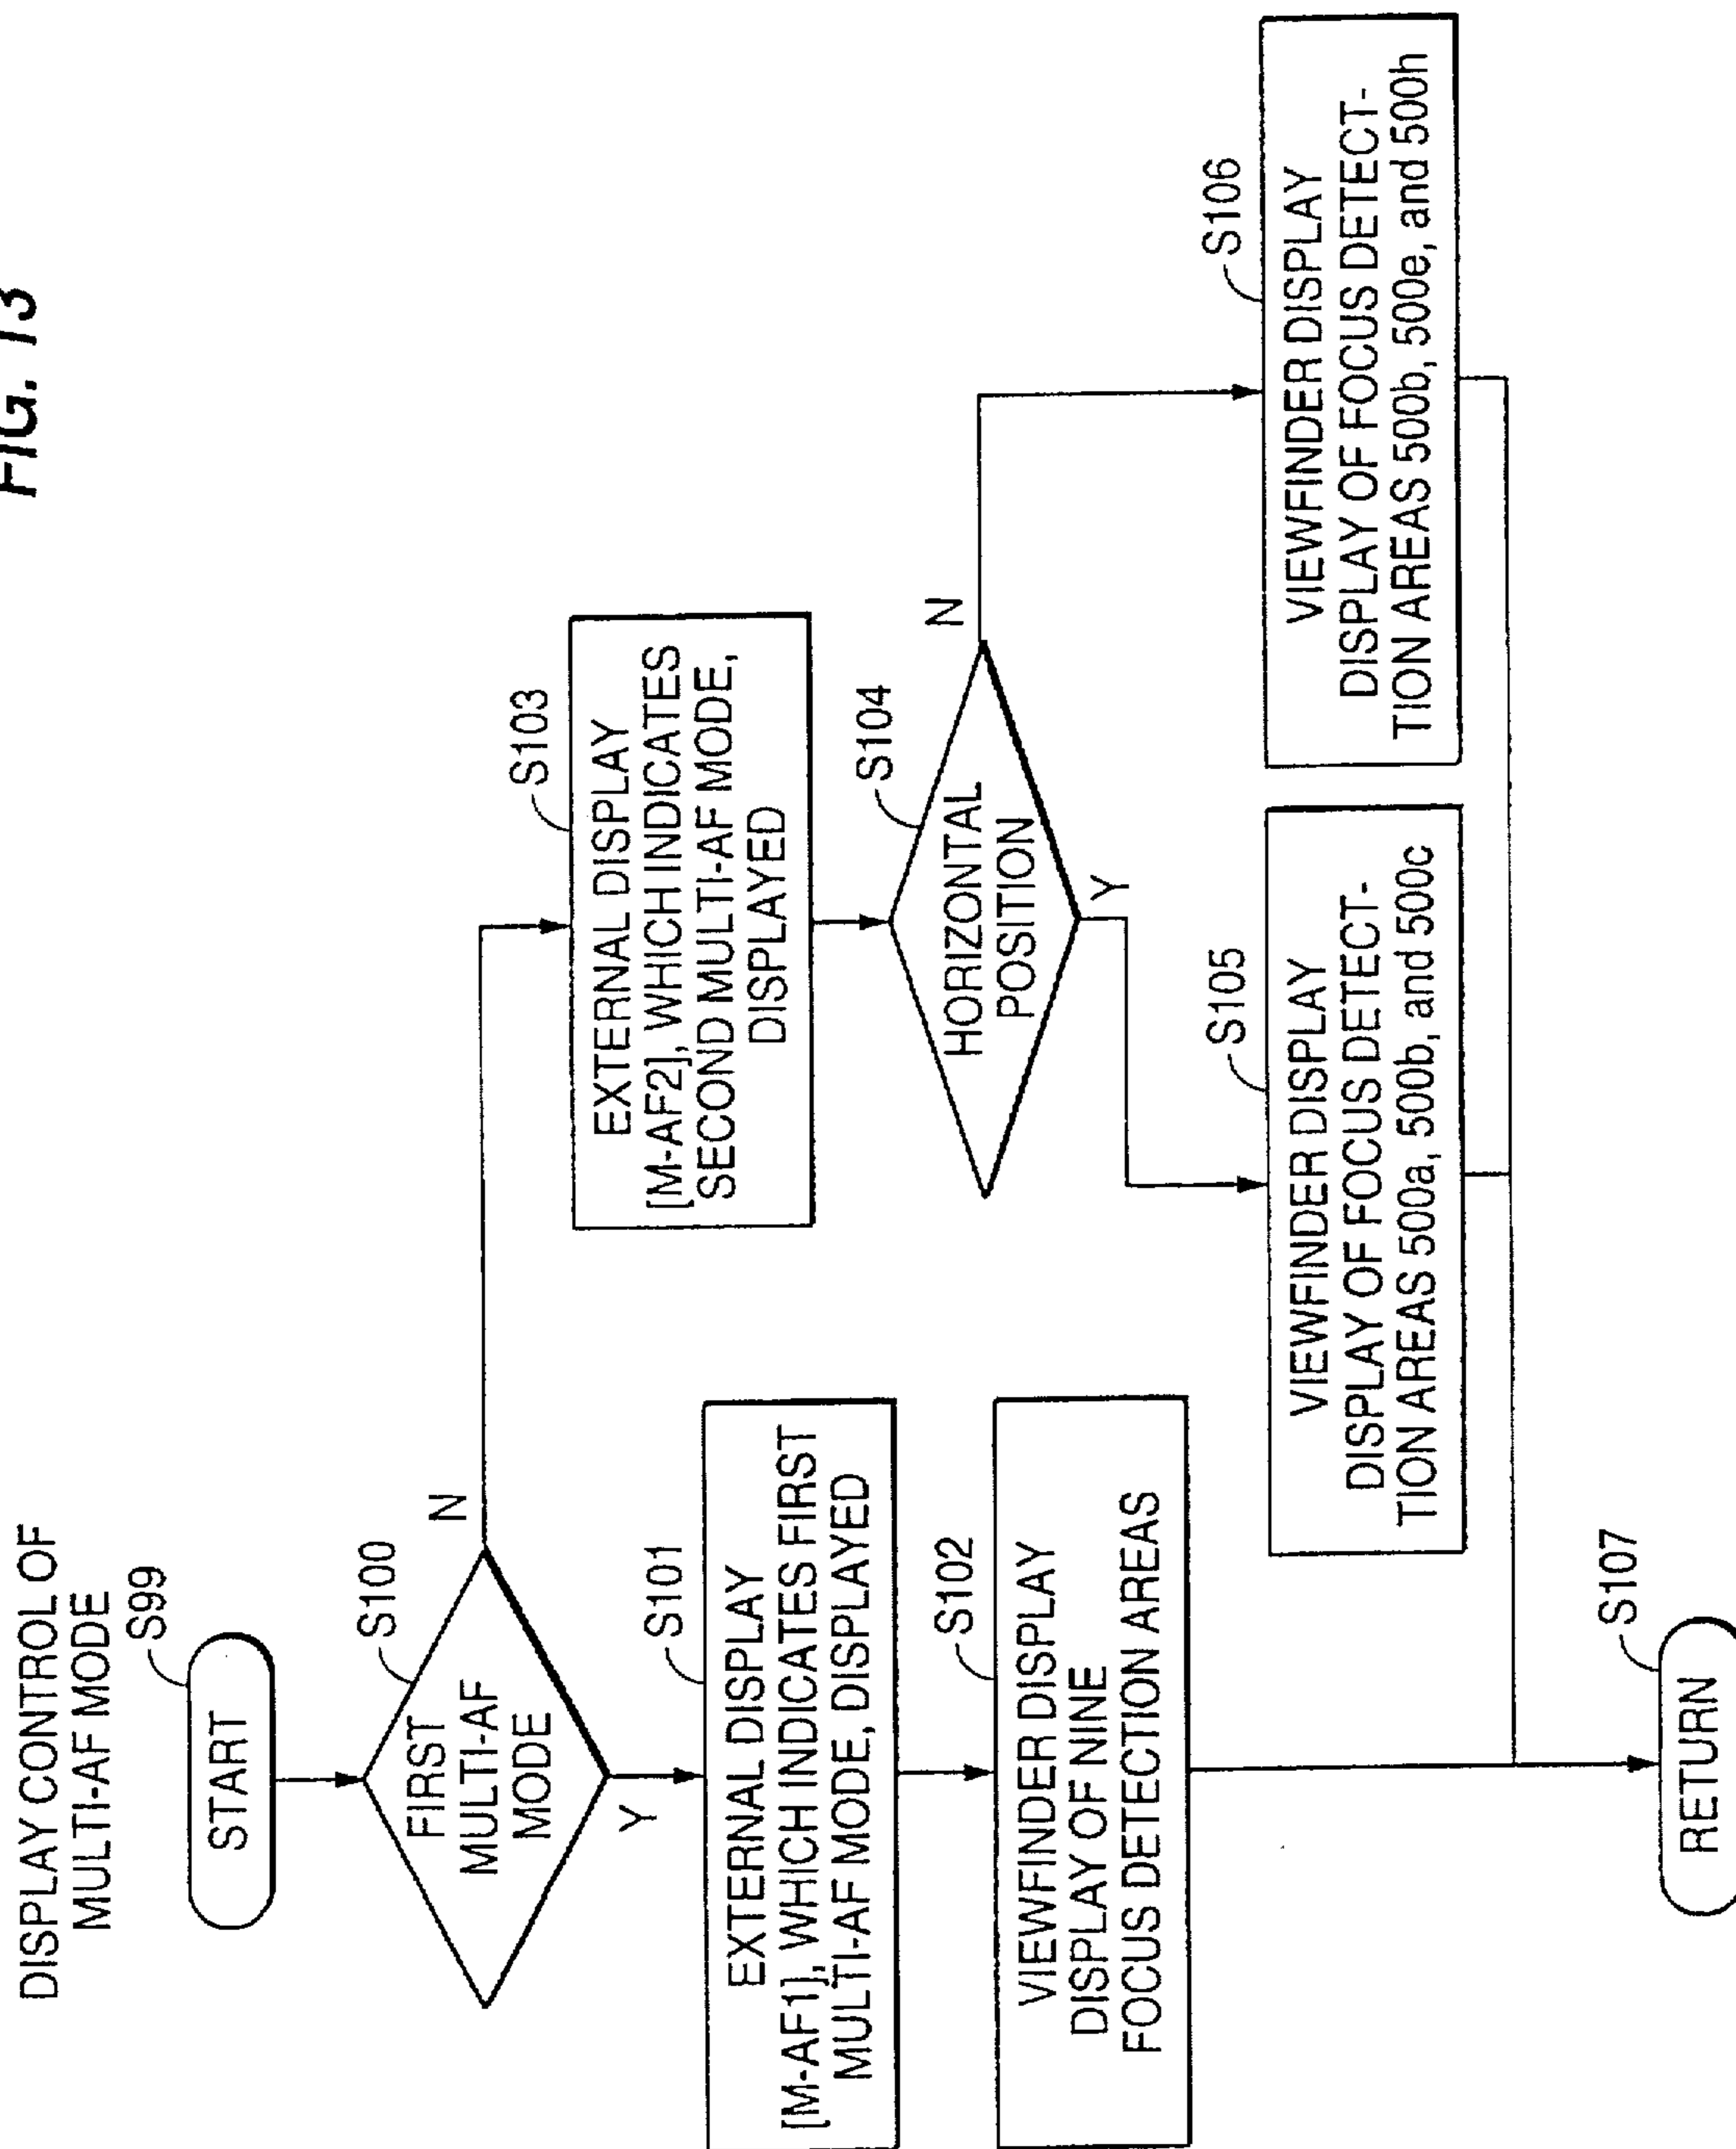 FIG. 13
DISPLAY CONTROL OF
MULTI-AF MODE
S99
START
S100
FIRST
MULTI-AF
MODE
N
Y
S101
EXTERNAL DISPLAY
[M-AF1], WHICH INDICATES FIRST
MULTI-AF MODE, DISPLAYED
S102
VIEWFINDER DISPLAY
DISPLAY OF NINE
FOCUS DETECTION AREAS
S103
EXTERNAL DISPLAY
[M-AF2], WHICH INDICATES
SECOND MULTI-AF MODE,
DISPLAYED
S104
HORIZONTAL
POSITION
N
Y
S105
VIEWFINDER DISPLAY
DISPLAY OF FOCUS DETECT-
TION AREAS 500a, 500b, and 500c
S106
VIEWFINDER DISPLAY
DISPLAY OF FOCUS DETECT-
TION AREAS 500b, 500e, and 500h
S107
RETURN